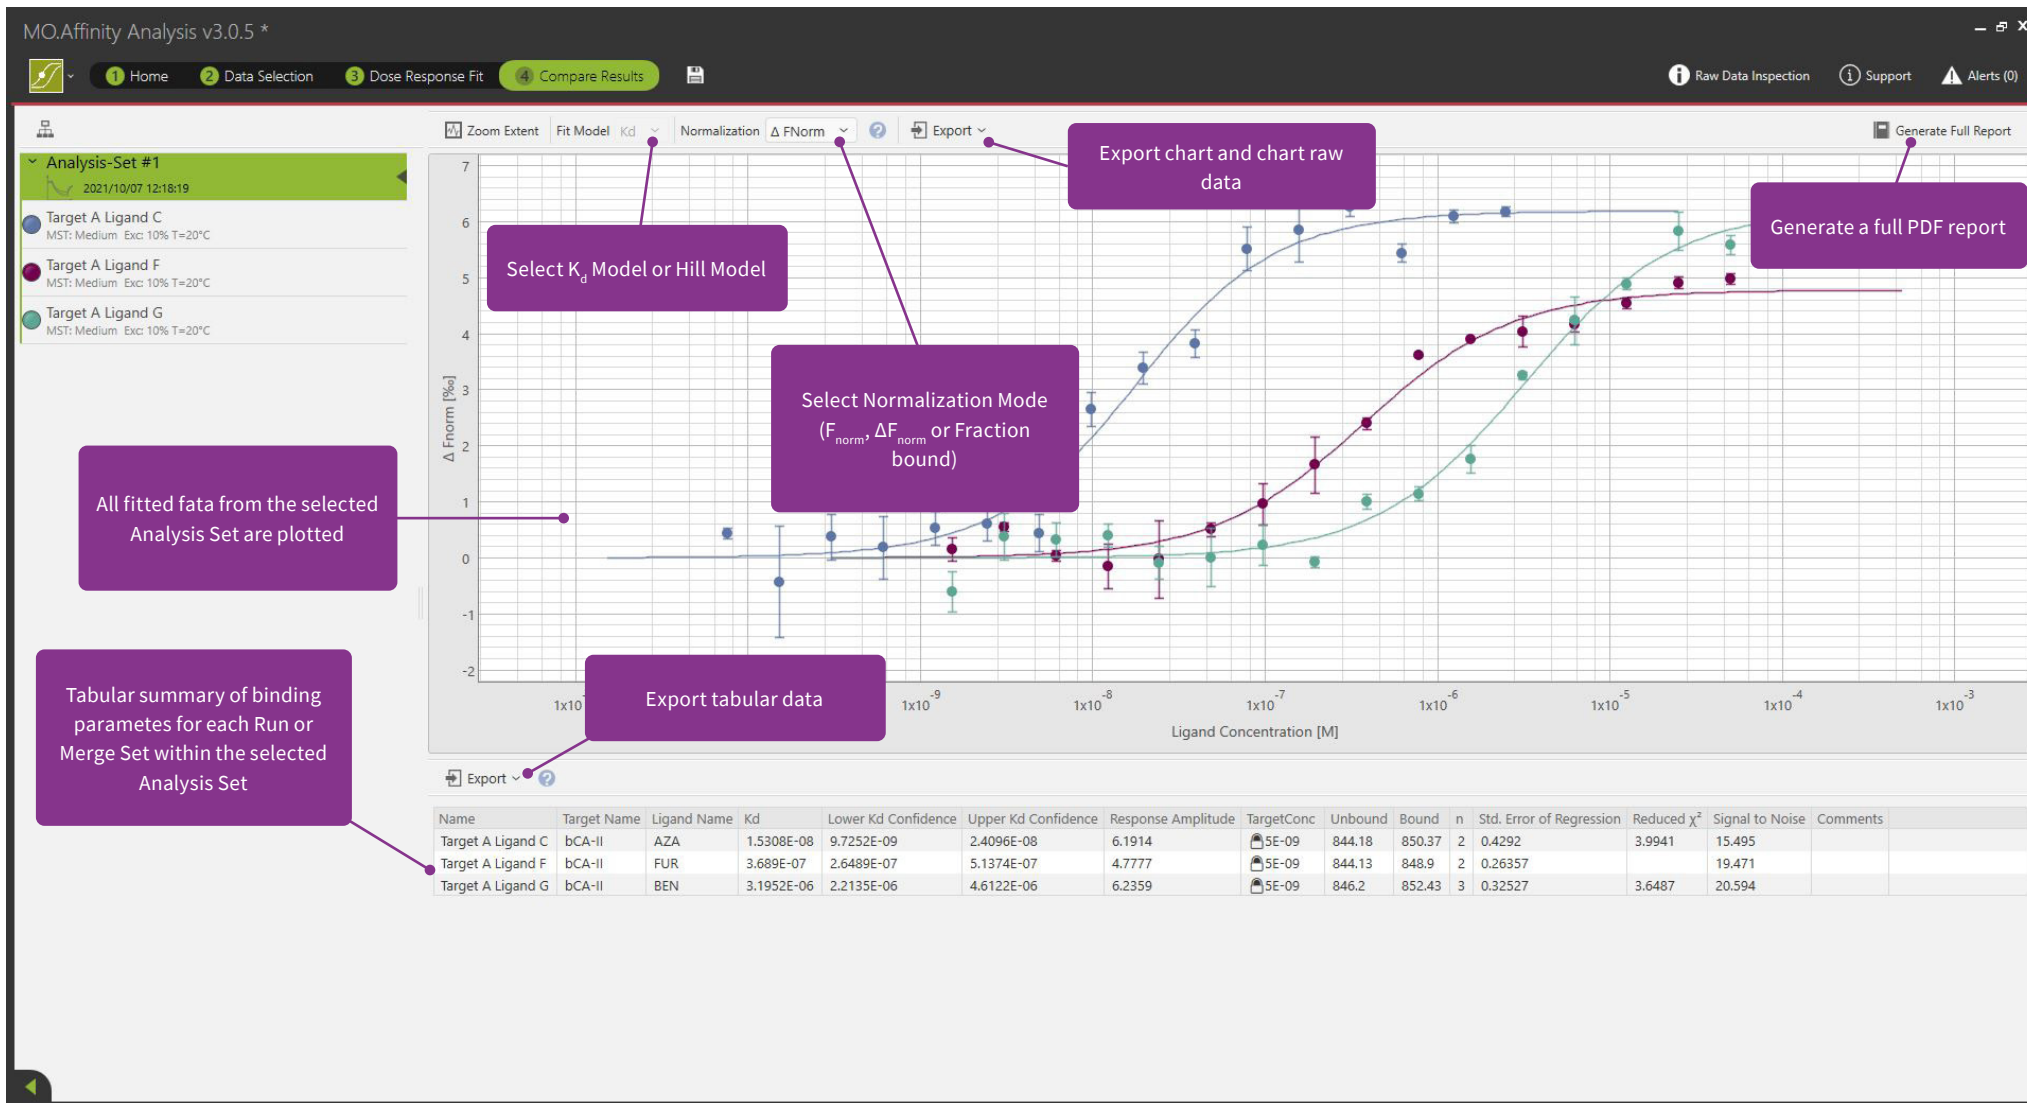 MO.Affinity Analysis v3.0.5 *
1 Home 2 Data Selection 3 Dose Response Fit 4 Compare Results
Raw Data Inspection Support Alerts (0)
Zoom Extent Fit Model Kd Normalization Δ FNorm ? Export
Generate Full Report
Analysis-Set #1
2021/10/07 12:18:19
Target A Ligand C
MST: Medium Exc: 10% T=20°C
Target A Ligand F
MST: Medium Exc: 10% T=20°C
Target A Ligand G
MST: Medium Exc: 10% T=20°C
Export chart and chart raw
data
Generate a full PDF report
Select Kd Model or Hill Model
Select Normalization Mode
(Fnorm, ΔFnorm or Fraction
bound)
All fitted fata from the selected
Analysis Set are plotted
Tabular summary of binding
parametes for each Run or
Merge Set within the selected
Analysis Set
Export tabular data
Δ Fnorm [‰]
7
6
5
4
3
2
1
0
-1
-2
1x10 1x10-9 1x10-8 1x10-7 1x10-6 1x10-5 1x10-4 1x10-3
Ligand Concentration [M]
Export ?
Name Target Name Ligand Name Kd Lower Kd Confidence Upper Kd Confidence Response Amplitude TargetConc Unbound Bound n Std. Error of Regression Reduced χ² Signal to Noise Comments
Target A Ligand C bCA-II AZA 1.5308E-08 9.7252E-09 2.4096E-08 6.1914 5E-09 844.18 850.37 2 0.4292 3.9941 15.495
Target A Ligand F bCA-II FUR 3.689E-07 2.6489E-07 5.1374E-07 4.7777 5E-09 844.13 848.9 2 0.26357 19.471
Target A Ligand G bCA-II BEN 3.1952E-06 2.2135E-06 4.6122E-06 6.2359 5E-09 846.2 852.43 3 0.32527 3.6487 20.594